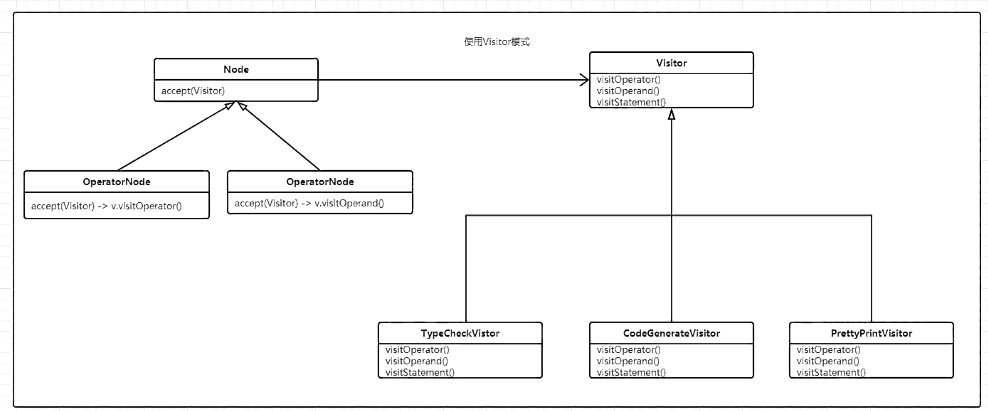 使用Visitor模式
Node
accept(Visitor)
Visitor
visitOperator()
visitOperand()
visitStatement()
OperatorNode
accept(Visitor) -> v.visitOperator()
OperatorNode
accept(Visitor) -> v.visitOperand()
TypeCheckVistor
visitOperator()
visitOperand()
visitStatement()
CodeGenerateVisitor
visitOperator()
visitOperand()
visitStatement()
PrettyPrintVisitor
visitOperator()
visitOperand()
visitStatement()